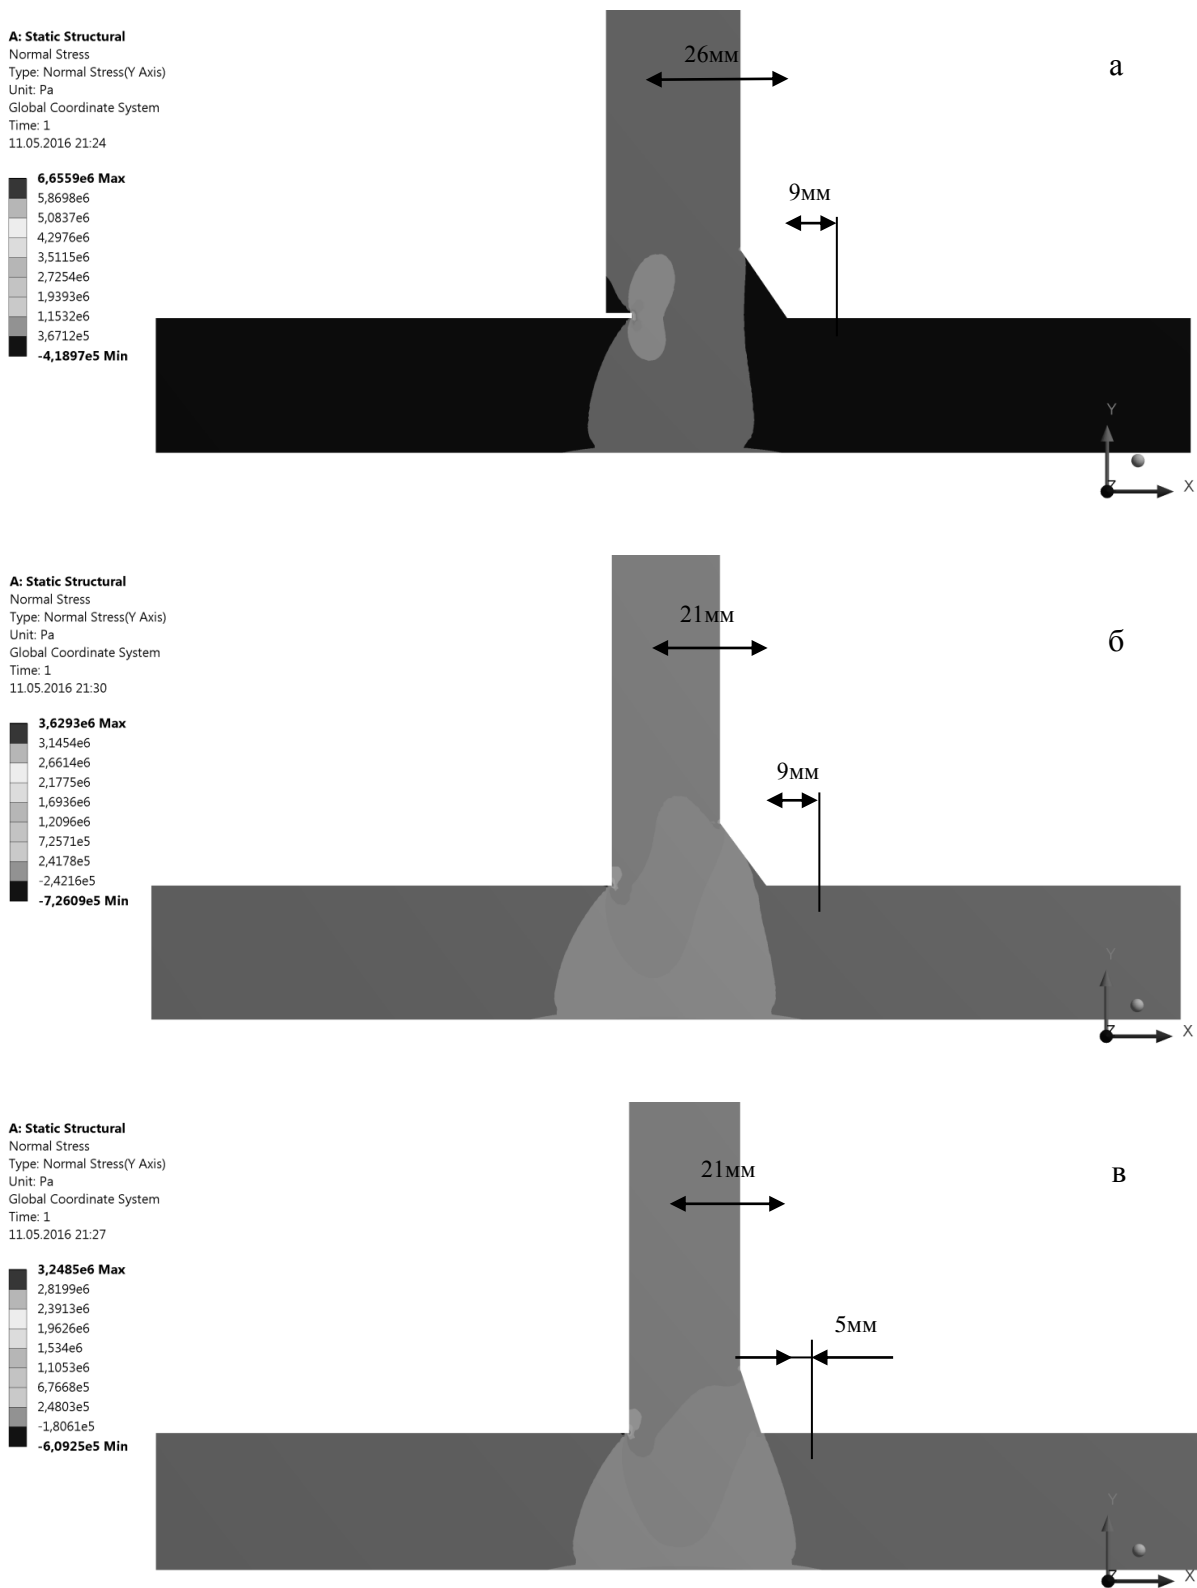 A: Static Structural
Normal Stress
Type: Normal Stress(Y Axis)
Unit: Pa
Global Coordinate System
Time: 1
11.05.2016 21:24
6,6559e6 Max
5,8698e6
5,0837e6
4,2976e6
3,5115e6
2,7254e6
1,9393e6
1,1532e6
3,6712e5
-4,1897e5 Min
26мм
а
9мм
Y
Z
X
A: Static Structural
Normal Stress
Type: Normal Stress(Y Axis)
Unit: Pa
Global Coordinate System
Time: 1
11.05.2016 21:30
3,6293e6 Max
3,1454e6
2,6614e6
2,1775e6
1,6936e6
1,2096e6
7,2571e5
2,4178e5
-2,4216e5
-7,2609e5 Min
21мм
б
9мм
Y
Z
X
A: Static Structural
Normal Stress
Type: Normal Stress(Y Axis)
Unit: Pa
Global Coordinate System
Time: 1
11.05.2016 21:27
3,2485e6 Max
2,8199e6
2,3913e6
1,9626e6
1,534e6
1,1053e6
6,7668e5
2,4803e5
-1,8061e5
-6,0925e5 Min
21мм
в
5мм
Y
Z
X